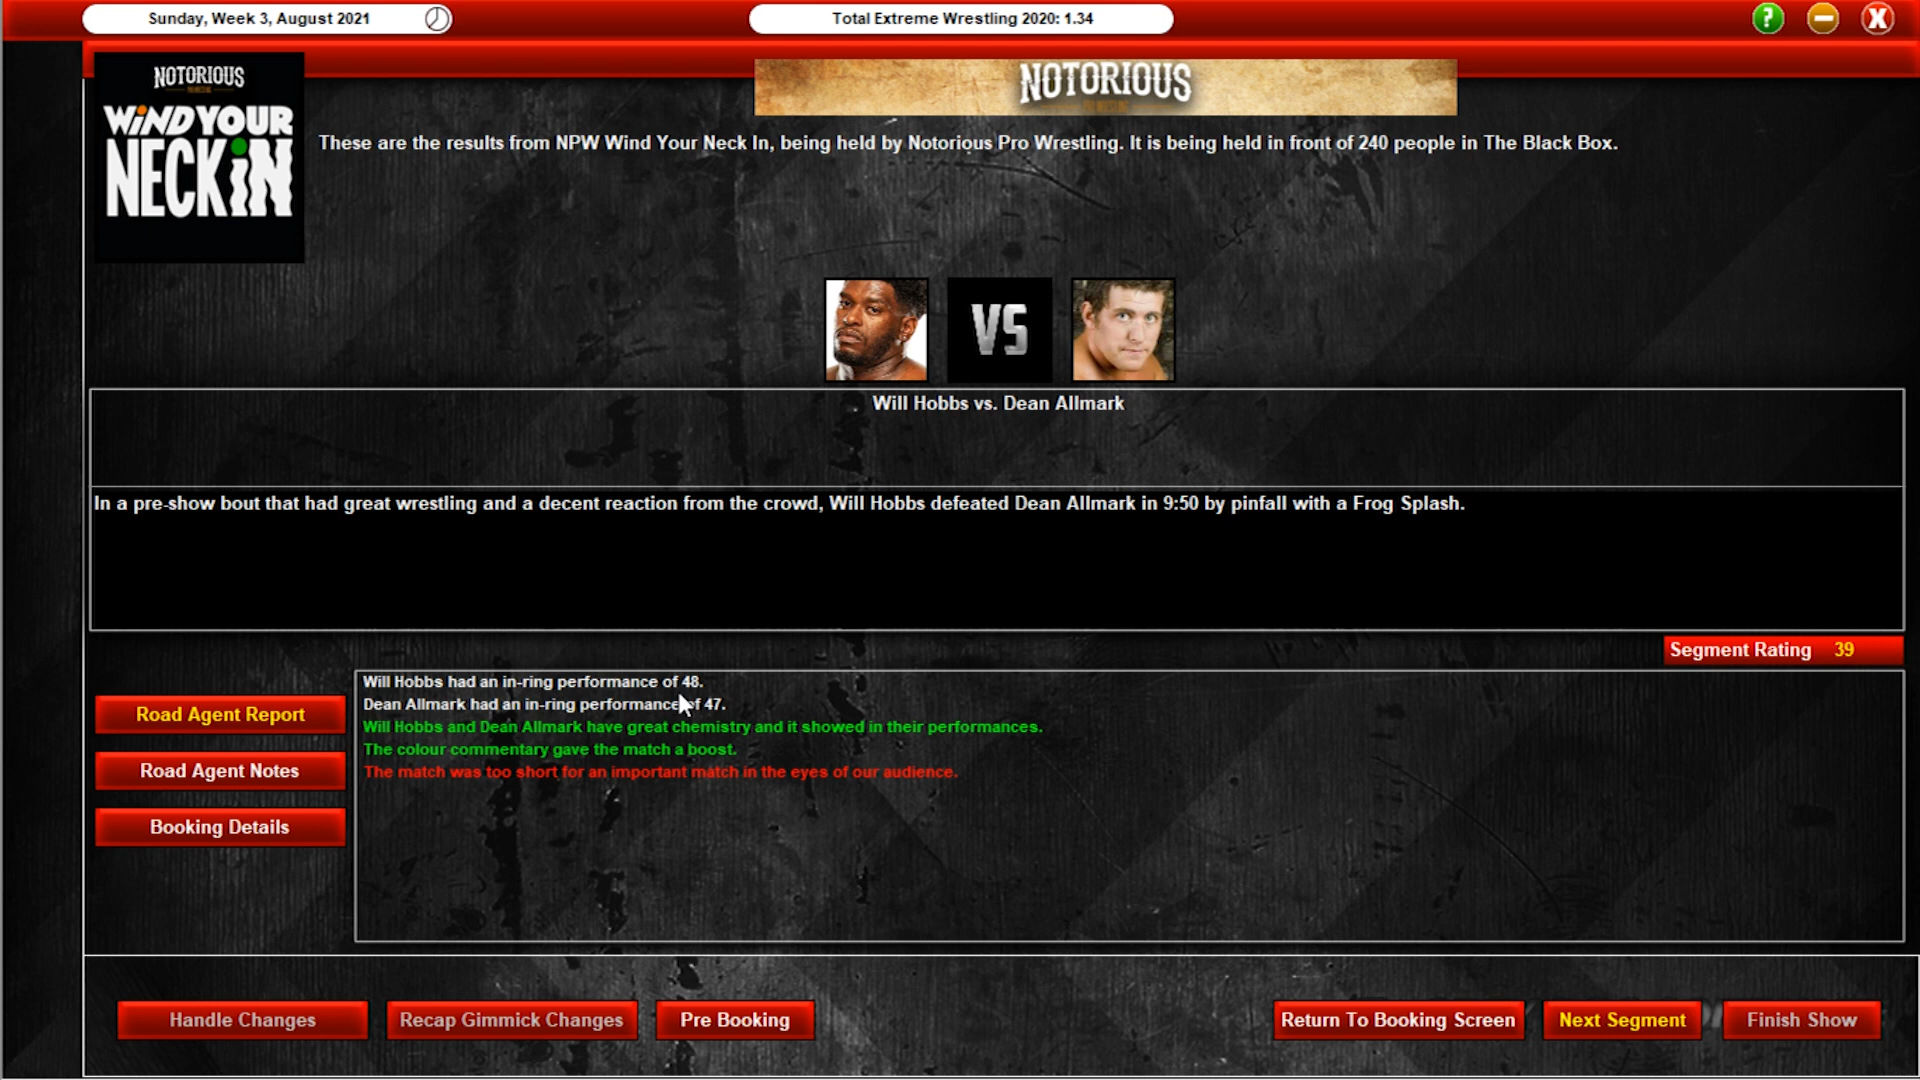 Sunday, Week 3, August 2021
Total Extreme Wrestling 2020: 1.34
NOTORIOUS
WIND YOUR
NECK IN
NOTORIOUS
These are the results from NPW Wind Your Neck In, being held by Notorious Pro Wrestling. It is being held in front of 240 people in The Black Box.
VS
Will Hobbs vs. Dean Allmark
In a pre-show bout that had great wrestling and a decent reaction from the crowd, Will Hobbs defeated Dean Allmark in 9:50 by pinfall with a Frog Splash.
Segment Rating 39
Road Agent Report
Road Agent Notes
Booking Details
Will Hobbs had an in-ring performance of 48.
Dean Allmark had an in-ring performance of 47.
Will Hobbs and Dean Allmark have great chemistry and it showed in their performances.
The colour commentary gave the match a boost.
The match was too short for an important match in the eyes of our audience.
Handle Changes
Recap Gimmick Changes
Pre Booking
Return To Booking Screen
Next Segment
Finish Show